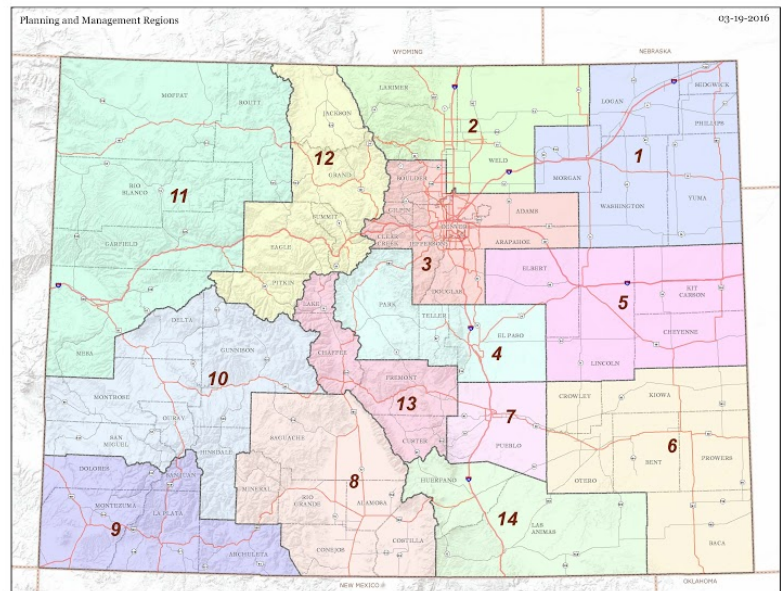 Planning and Management Regions
03-19-2016
WYOMING
NEBRASKA
MOFFAT
ROUTT
JACKSON
LARIMER
2
WELD
LOGAN
SEDGWICK
PHILLIPS
1
MORGAN
WASHINGTON
YUMA
12
GRAND
BOULDER
GILPIN
CLEAR
CREEK
JEFFERSON
DENVER
ADAMS
ARAPAHOE
11
RIO
BLANCO
GARFIELD
SUMMIT
EAGLE
PITKIN
3
DOUGLAS
ELBERT
5
KIT
CARSON
CHEYENNE
LINCOLN
LAKE
PARK
TELLER
EL PASO
4
MESA
DELTA
GUNNISON
10
CHAFFEE
FREMONT
13
CUSTER
7
PUEBLO
CROWLEY
KIOWA
6
BENT
PROWERS
OTERO
BACA
MONTROSE
OURAY
SAN
MIGUEL
HINSDALE
SAGUACHE
MINERAL
RIO
GRANDE
8
ALAMOSA
CONEJOS
COSTILLA
DOLORES
SAN JUAN
MONTEZUMA
LA PLATA
9
ARCHULETA
HUERFANO
14
LAS
ANIMAS
NEW MEXICO
OKLAHOMA